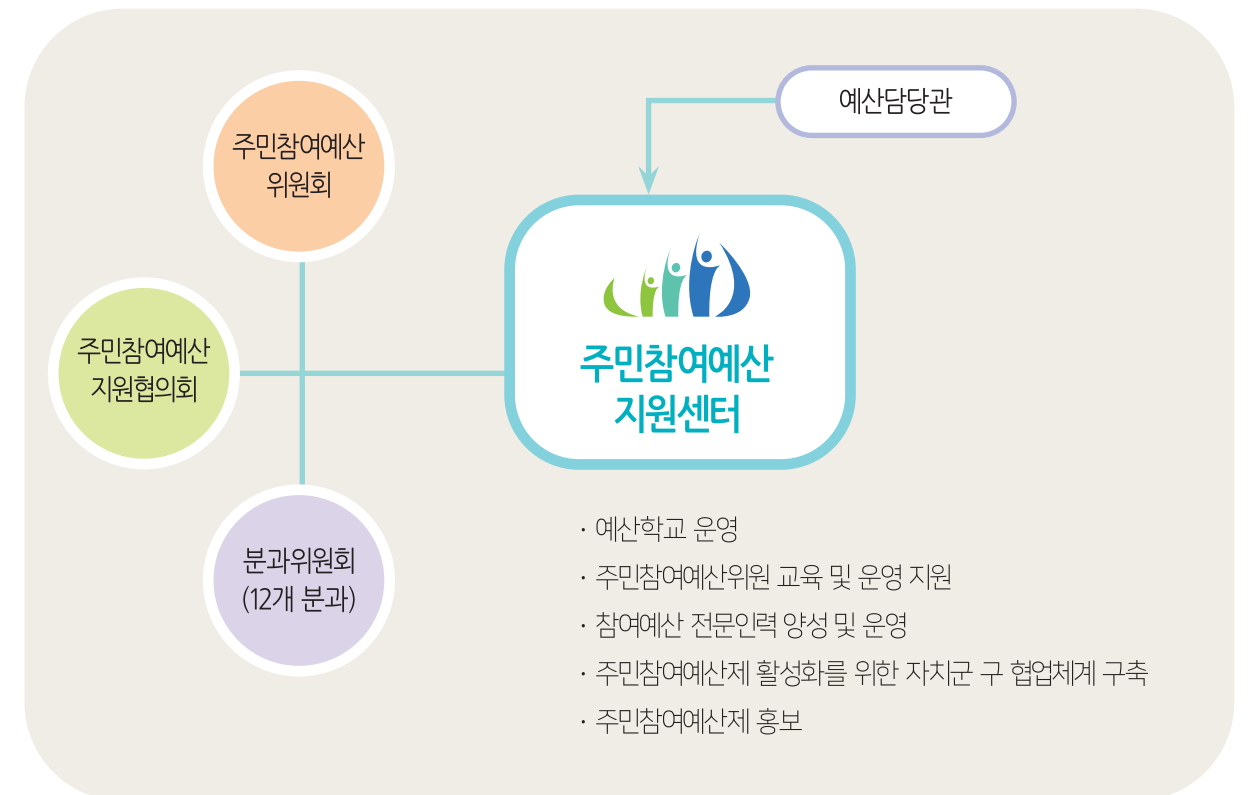 예산담당관
주민참여예산
위원회
주민참여예산
지원협의회
분과위원회
(12개 분과)
주민참여예산
지원센터
· 예산학교 운영
· 주민참여예산위원 교육 및 운영 지원
· 참여예산 전문인력 양성 및 운영
· 주민참여예산제 활성화를 위한 자치군 구 협업체계 구축
· 주민참여예산제 홍보